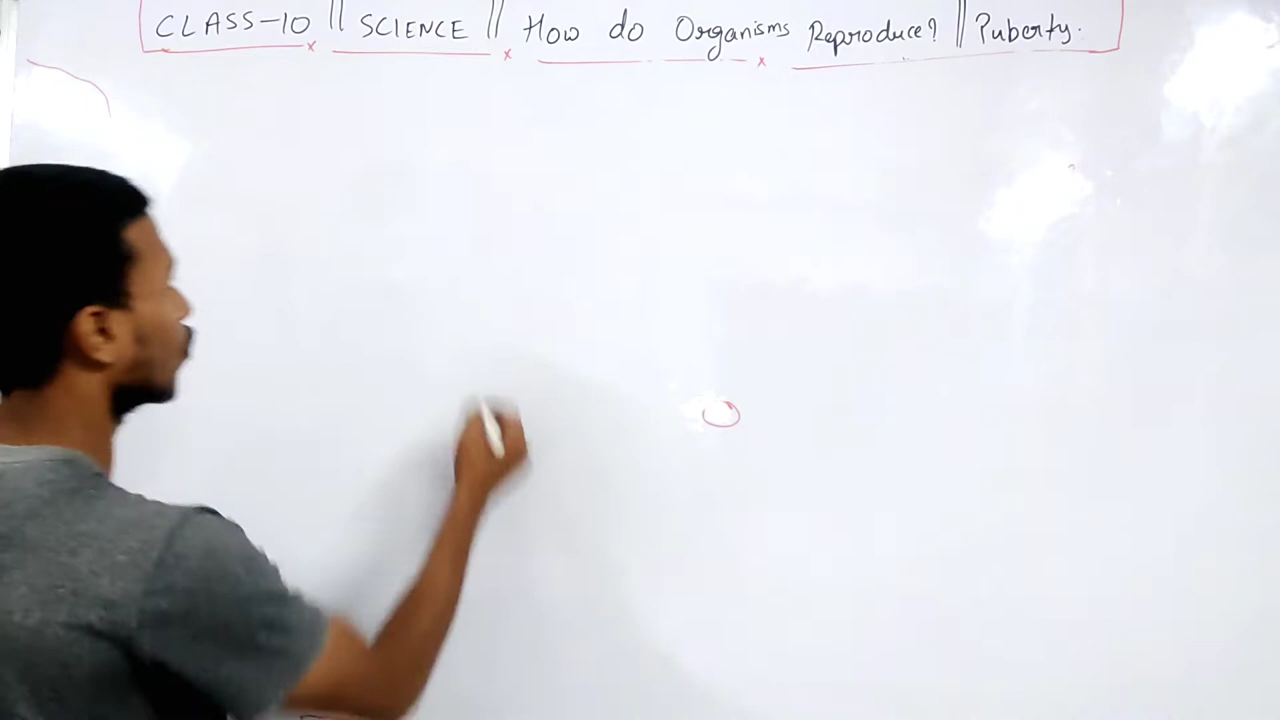 CLASS-10 || SCIENCE || How do Organisms Reproduce? || Puberty.